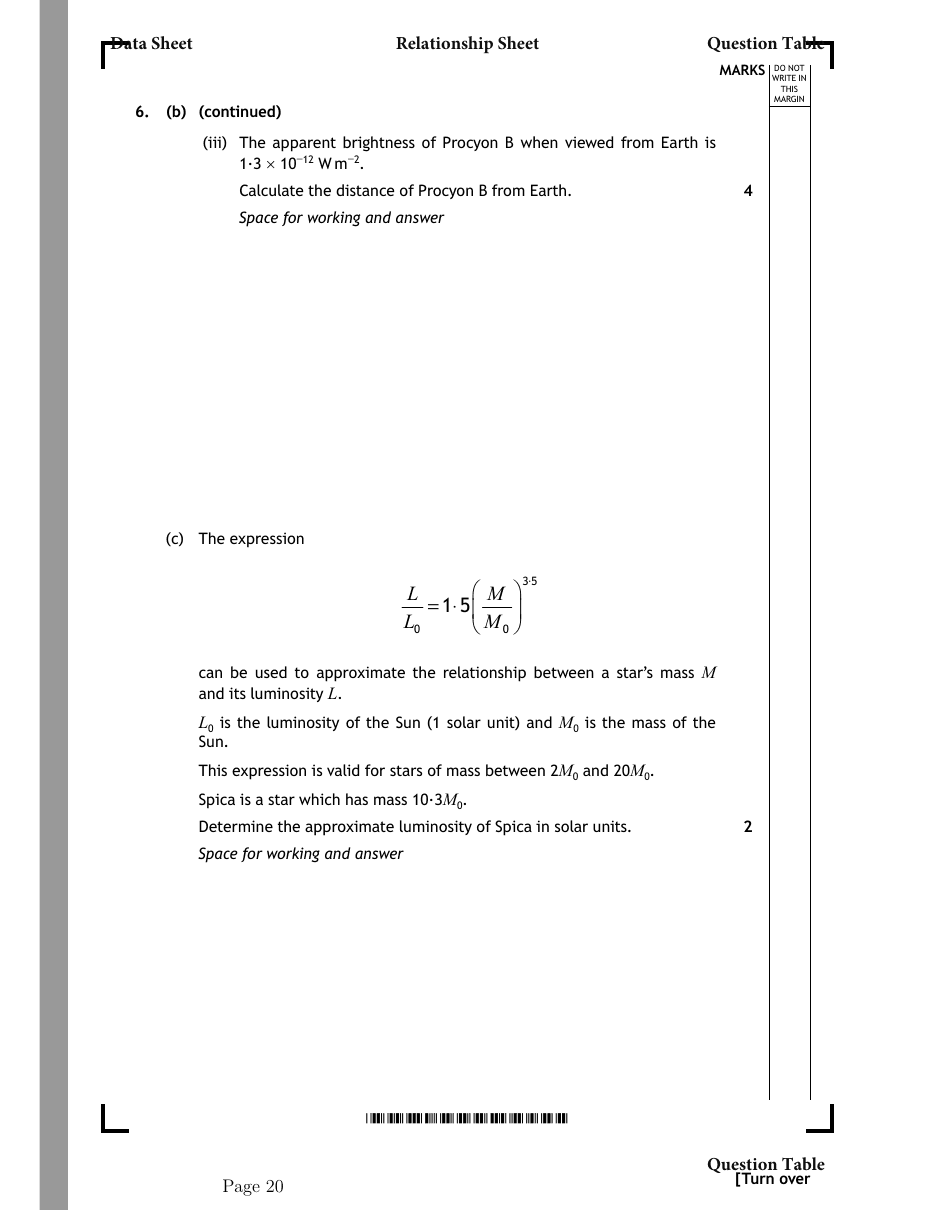 Data Sheet Relationship Sheet Question Table
MARKS DO NOT
WRITE IN
THIS
MARGIN
6. (b) (continued)
(iii) The apparent brightness of Procyon B when viewed from Earth is
1·3 × 10⁻¹² W m⁻².
Calculate the distance of Procyon B from Earth. 4
Space for working and answer
(c) The expression
L/L₀ = 1·5(M/M₀)^3·5
can be used to approximate the relationship between a star’s mass M
and its luminosity L.
L₀ is the luminosity of the Sun (1 solar unit) and M₀ is the mass of the
Sun.
This expression is valid for stars of mass between 2M₀ and 20M₀.
Spica is a star which has mass 10·3M₀.
Determine the approximate luminosity of Spica in solar units. 2
Space for working and answer
Question Table
[Turn over
Page 20